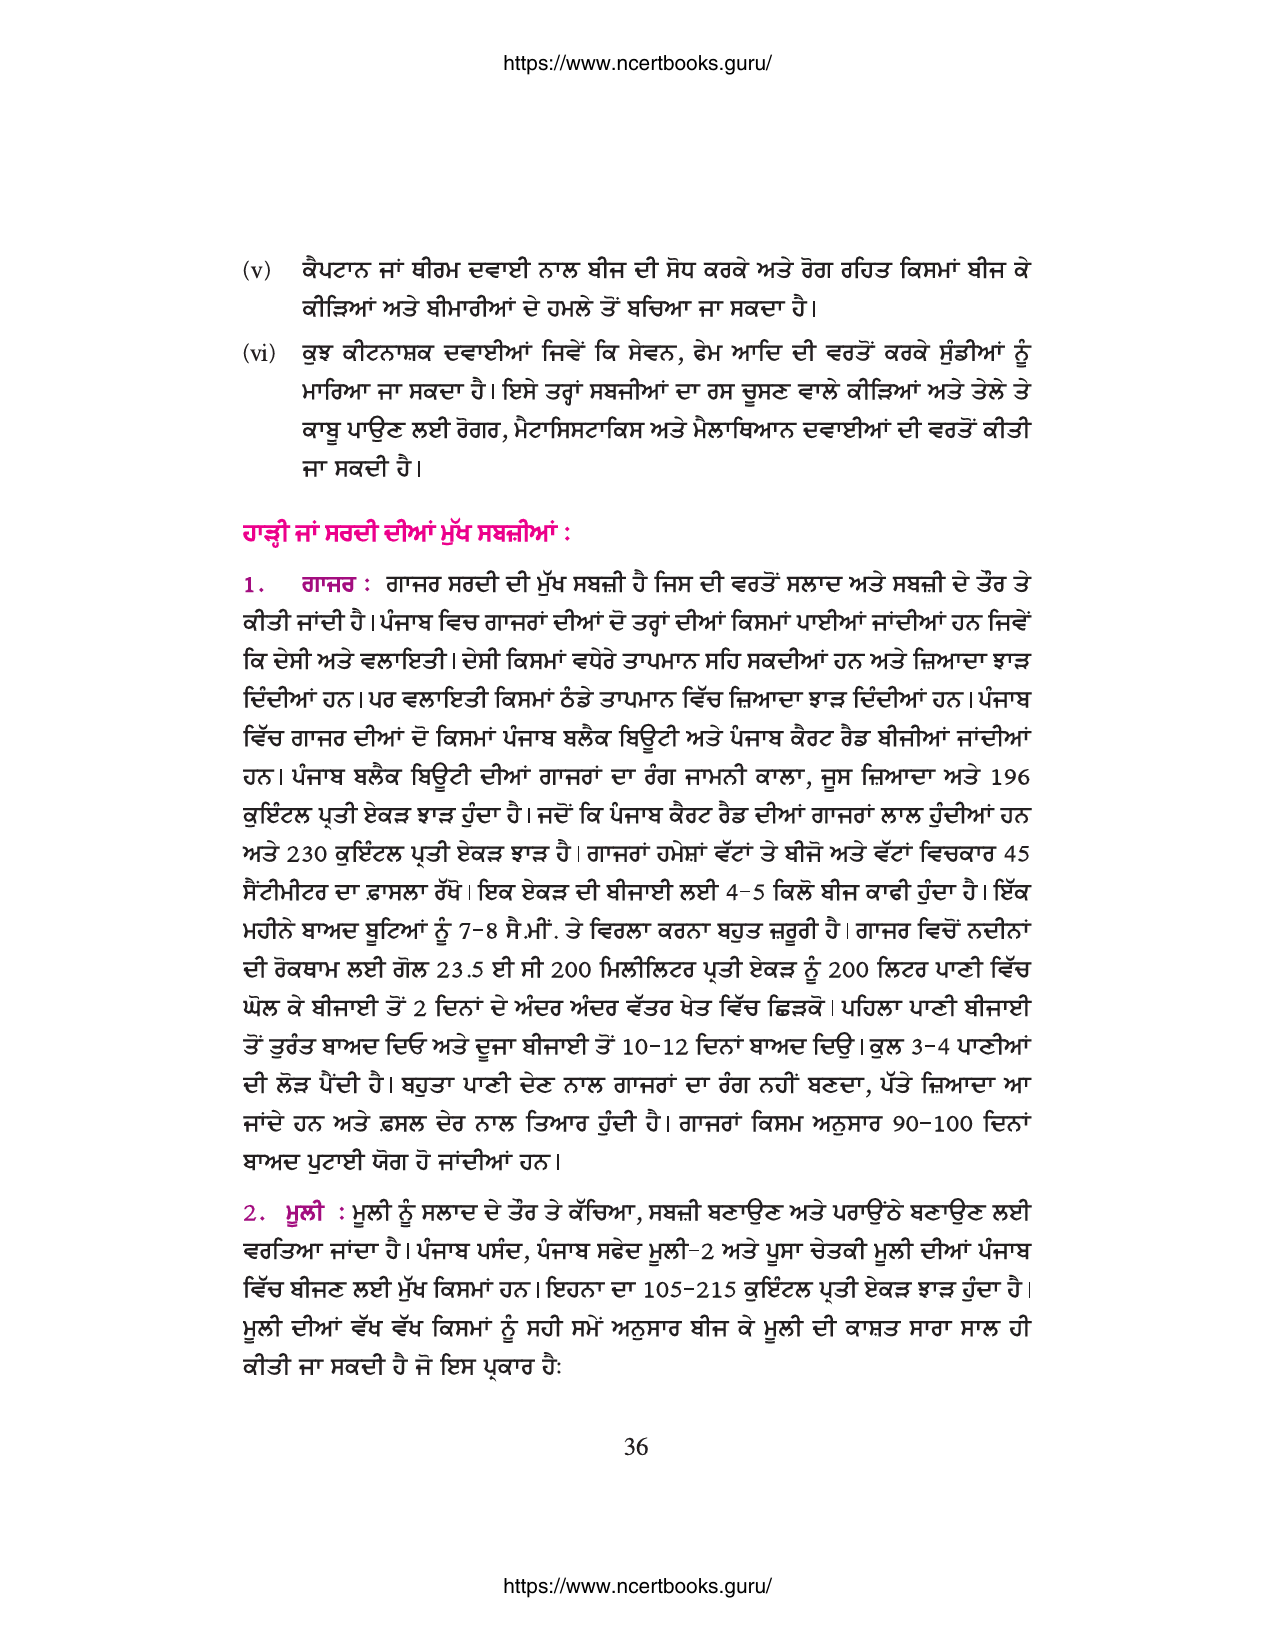 https://www.ncertbooks.guru/
(v) ਕੈਪਟਾਨ ਜਾਂ ਥੀਰਮ ਦਵਾਈ ਨਾਲ ਬੀਜ ਦੀ ਸੋਧ ਕਰਕੇ ਅਤੇ ਰੋਗ ਰਹਿਤ ਕਿਸਮਾਂ ਬੀਜ ਕੇ
ਕੀੜਿਆਂ ਅਤੇ ਬੀਮਾਰੀਆਂ ਦੇ ਹਮਲੇ ਤੋਂ ਬਚਿਆ ਜਾ ਸਕਦਾ ਹੈ।
(vi) ਕੁਝ ਕੀਟਨਾਸ਼ਕ ਦਵਾਈਆਂ ਜਿਵੇਂ ਕਿ ਸੇਵਨ, ਫੇਮ ਆਦਿ ਦੀ ਵਰਤੋਂ ਕਰਕੇ ਸੁੰਡੀਆਂ ਨੂੰ
ਮਾਰਿਆ ਜਾ ਸਕਦਾ ਹੈ। ਇਸੇ ਤਰ੍ਹਾਂ ਸਬਜੀਆਂ ਦਾ ਰਸ ਚੂਸਣ ਵਾਲੇ ਕੀੜਿਆਂ ਅਤੇ ਤੇਲੇ ਤੇ
ਕਾਬੂ ਪਾਉਣ ਲਈ ਰੋਗਰ, ਮੈਟਾਸਿਸਟਾਕਿਸ ਅਤੇ ਮੈਲਾਥਿਆਨ ਦਵਾਈਆਂ ਦੀ ਵਰਤੋਂ ਕੀਤੀ
ਜਾ ਸਕਦੀ ਹੈ।
ਹਾੜ੍ਹੀ ਜਾਂ ਸਰਦੀ ਦੀਆਂ ਮੁੱਖ ਸਬਜ਼ੀਆਂ :
1. ਗਾਜਰ : ਗਾਜਰ ਸਰਦੀ ਦੀ ਮੁੱਖ ਸਬਜ਼ੀ ਹੈ ਜਿਸ ਦੀ ਵਰਤੋਂ ਸਲਾਦ ਅਤੇ ਸਬਜ਼ੀ ਦੇ ਤੌਰ ਤੇ
ਕੀਤੀ ਜਾਂਦੀ ਹੈ। ਪੰਜਾਬ ਵਿਚ ਗਾਜਰਾਂ ਦੀਆਂ ਦੋ ਤਰ੍ਹਾਂ ਦੀਆਂ ਕਿਸਮਾਂ ਪਾਈਆਂ ਜਾਂਦੀਆਂ ਹਨ ਜਿਵੇਂ
ਕਿ ਦੇਸੀ ਅਤੇ ਵਲਾਇਤੀ। ਦੇਸੀ ਕਿਸਮਾਂ ਵਧੇਰੇ ਤਾਪਮਾਨ ਸਹਿ ਸਕਦੀਆਂ ਹਨ ਅਤੇ ਜ਼ਿਆਦਾ ਝਾੜ
ਦਿੰਦੀਆਂ ਹਨ। ਪਰ ਵਲਾਇਤੀ ਕਿਸਮਾਂ ਠੰਡੇ ਤਾਪਮਾਨ ਵਿੱਚ ਜ਼ਿਆਦਾ ਝਾੜ ਦਿੰਦੀਆਂ ਹਨ। ਪੰਜਾਬ
ਵਿੱਚ ਗਾਜਰ ਦੀਆਂ ਦੋ ਕਿਸਮਾਂ ਪੰਜਾਬ ਬਲੈਕ ਬਿਊਟੀ ਅਤੇ ਪੰਜਾਬ ਕੈਰਟ ਰੈਡ ਬੀਜੀਆਂ ਜਾਂਦੀਆਂ
ਹਨ। ਪੰਜਾਬ ਬਲੈਕ ਬਿਊਟੀ ਦੀਆਂ ਗਾਜਰਾਂ ਦਾ ਰੰਗ ਜਾਮਨੀ ਕਾਲਾ, ਜੂਸ ਜ਼ਿਆਦਾ ਅਤੇ 196
ਕੁਇੰਟਲ ਪ੍ਰਤੀ ਏਕੜ ਝਾੜ ਹੁੰਦਾ ਹੈ। ਜਦੋਂ ਕਿ ਪੰਜਾਬ ਕੈਰਟ ਰੈਡ ਦੀਆਂ ਗਾਜਰਾਂ ਲਾਲ ਹੁੰਦੀਆਂ ਹਨ
ਅਤੇ 230 ਕੁਇੰਟਲ ਪ੍ਰਤੀ ਏਕੜ ਝਾੜ ਹੈ। ਗਾਜਰਾਂ ਹਮੇਸ਼ਾਂ ਵੱਟਾਂ ਤੇ ਬੀਜੋ ਅਤੇ ਵੱਟਾਂ ਵਿਚਕਾਰ 45
ਸੈਂਟੀਮੀਟਰ ਦਾ ਫ਼ਾਸਲਾ ਰੱਖੋ। ਇਕ ਏਕੜ ਦੀ ਬੀਜਾਈ ਲਈ 4-5 ਕਿਲੋ ਬੀਜ ਕਾਫੀ ਹੁੰਦਾ ਹੈ। ਇੱਕ
ਮਹੀਨੇ ਬਾਅਦ ਬੂਟਿਆਂ ਨੂੰ 7-8 ਸੈ.ਮੀਂ. ਤੇ ਵਿਰਲਾ ਕਰਨਾ ਬਹੁਤ ਜ਼ਰੂਰੀ ਹੈ। ਗਾਜਰ ਵਿਚੋਂ ਨਦੀਨਾਂ
ਦੀ ਰੋਕਥਾਮ ਲਈ ਗੋਲ 23.5 ਈ ਸੀ 200 ਮਿਲੀਲਿਟਰ ਪ੍ਰਤੀ ਏਕੜ ਨੂੰ 200 ਲਿਟਰ ਪਾਣੀ ਵਿੱਚ
ਘੋਲ ਕੇ ਬੀਜਾਈ ਤੋਂ 2 ਦਿਨਾਂ ਦੇ ਅੰਦਰ ਅੰਦਰ ਵੱਤਰ ਖੇਤ ਵਿੱਚ ਛਿੜਕੋ। ਪਹਿਲਾ ਪਾਣੀ ਬੀਜਾਈ
ਤੋਂ ਤੁਰੰਤ ਬਾਅਦ ਦਿਓ ਅਤੇ ਦੂਜਾ ਬੀਜਾਈ ਤੋਂ 10-12 ਦਿਨਾਂ ਬਾਅਦ ਦਿਉ। ਕੁਲ 3-4 ਪਾਣੀਆਂ
ਦੀ ਲੋੜ ਪੈਂਦੀ ਹੈ। ਬਹੁਤਾ ਪਾਣੀ ਦੇਣ ਨਾਲ ਗਾਜਰਾਂ ਦਾ ਰੰਗ ਨਹੀਂ ਬਣਦਾ, ਪੱਤੇ ਜ਼ਿਆਦਾ ਆ
ਜਾਂਦੇ ਹਨ ਅਤੇ ਫ਼ਸਲ ਦੇਰ ਨਾਲ ਤਿਆਰ ਹੁੰਦੀ ਹੈ। ਗਾਜਰਾਂ ਕਿਸਮ ਅਨੁਸਾਰ 90-100 ਦਿਨਾਂ
ਬਾਅਦ ਪੁਟਾਈ ਯੋਗ ਹੋ ਜਾਂਦੀਆਂ ਹਨ।
2. ਮੂਲੀ : ਮੂਲੀ ਨੂੰ ਸਲਾਦ ਦੇ ਤੌਰ ਤੇ ਕੱਚਿਆ, ਸਬਜ਼ੀ ਬਣਾਉਣ ਅਤੇ ਪਰਾਉਂਠੇ ਬਣਾਉਣ ਲਈ
ਵਰਤਿਆ ਜਾਂਦਾ ਹੈ। ਪੰਜਾਬ ਪਸੰਦ, ਪੰਜਾਬ ਸਫੇਦ ਮੂਲੀ-2 ਅਤੇ ਪੂਸਾ ਚੇਤਕੀ ਮੂਲੀ ਦੀਆਂ ਪੰਜਾਬ
ਵਿੱਚ ਬੀਜਣ ਲਈ ਮੁੱਖ ਕਿਸਮਾਂ ਹਨ। ਇਹਨਾ ਦਾ 105-215 ਕੁਇੰਟਲ ਪ੍ਰਤੀ ਏਕੜ ਝਾੜ ਹੁੰਦਾ ਹੈ।
ਮੂਲੀ ਦੀਆਂ ਵੱਖ ਵੱਖ ਕਿਸਮਾਂ ਨੂੰ ਸਹੀ ਸਮੇਂ ਅਨੁਸਾਰ ਬੀਜ ਕੇ ਮੂਲੀ ਦੀ ਕਾਸ਼ਤ ਸਾਰਾ ਸਾਲ ਹੀ
ਕੀਤੀ ਜਾ ਸਕਦੀ ਹੈ ਜੋ ਇਸ ਪ੍ਰਕਾਰ ਹੈ:
36
https://www.ncertbooks.guru/